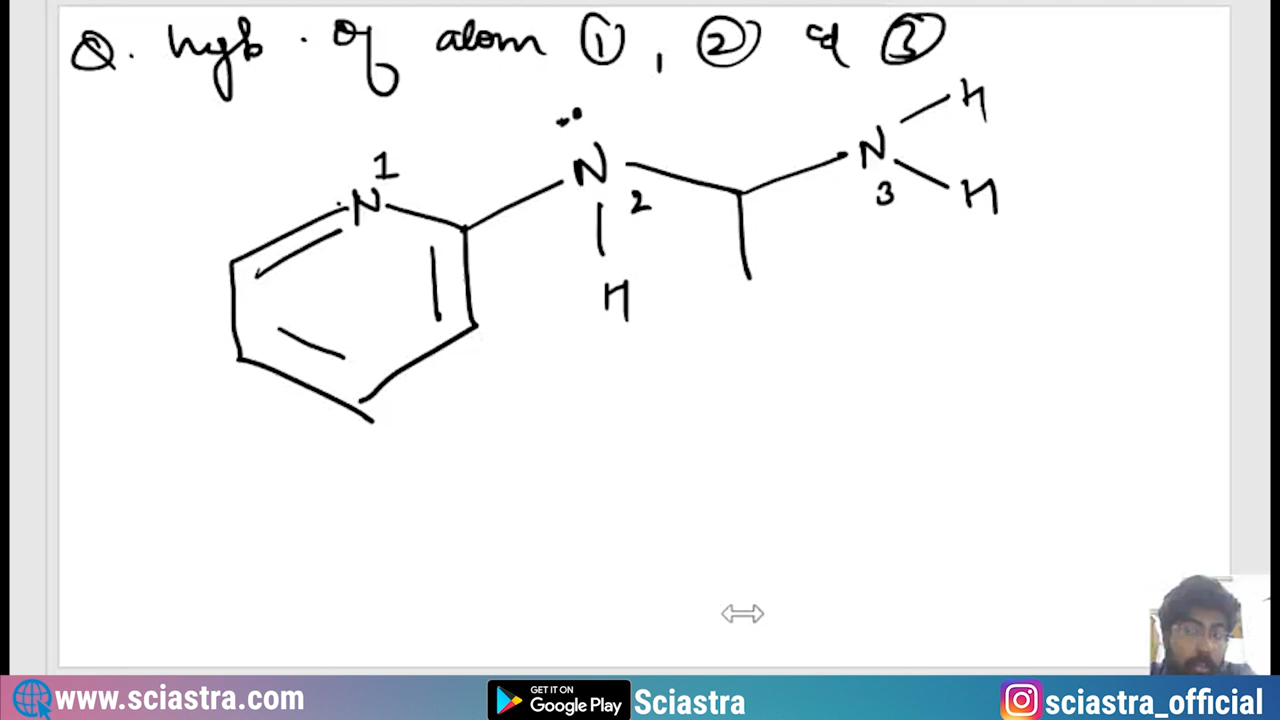 Q. hyb. of atom ①, ② & ③
1
N
N
2
H
N
3
H
H
www.sciastra.com
GET IT ON
Google Play
Sciastra
sciastra_official